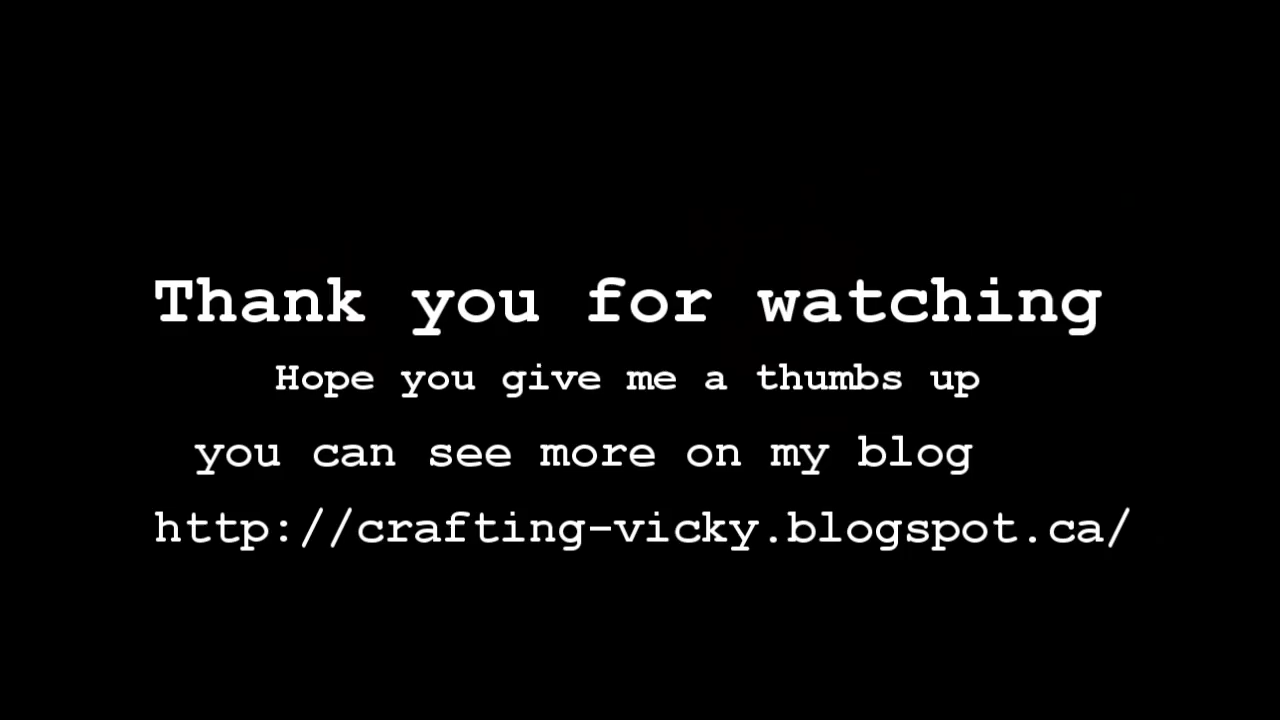 Thank you for watching
Hope you give me a thumbs up
you can see more on my blog
http://crafting-vicky.blogspot.ca/